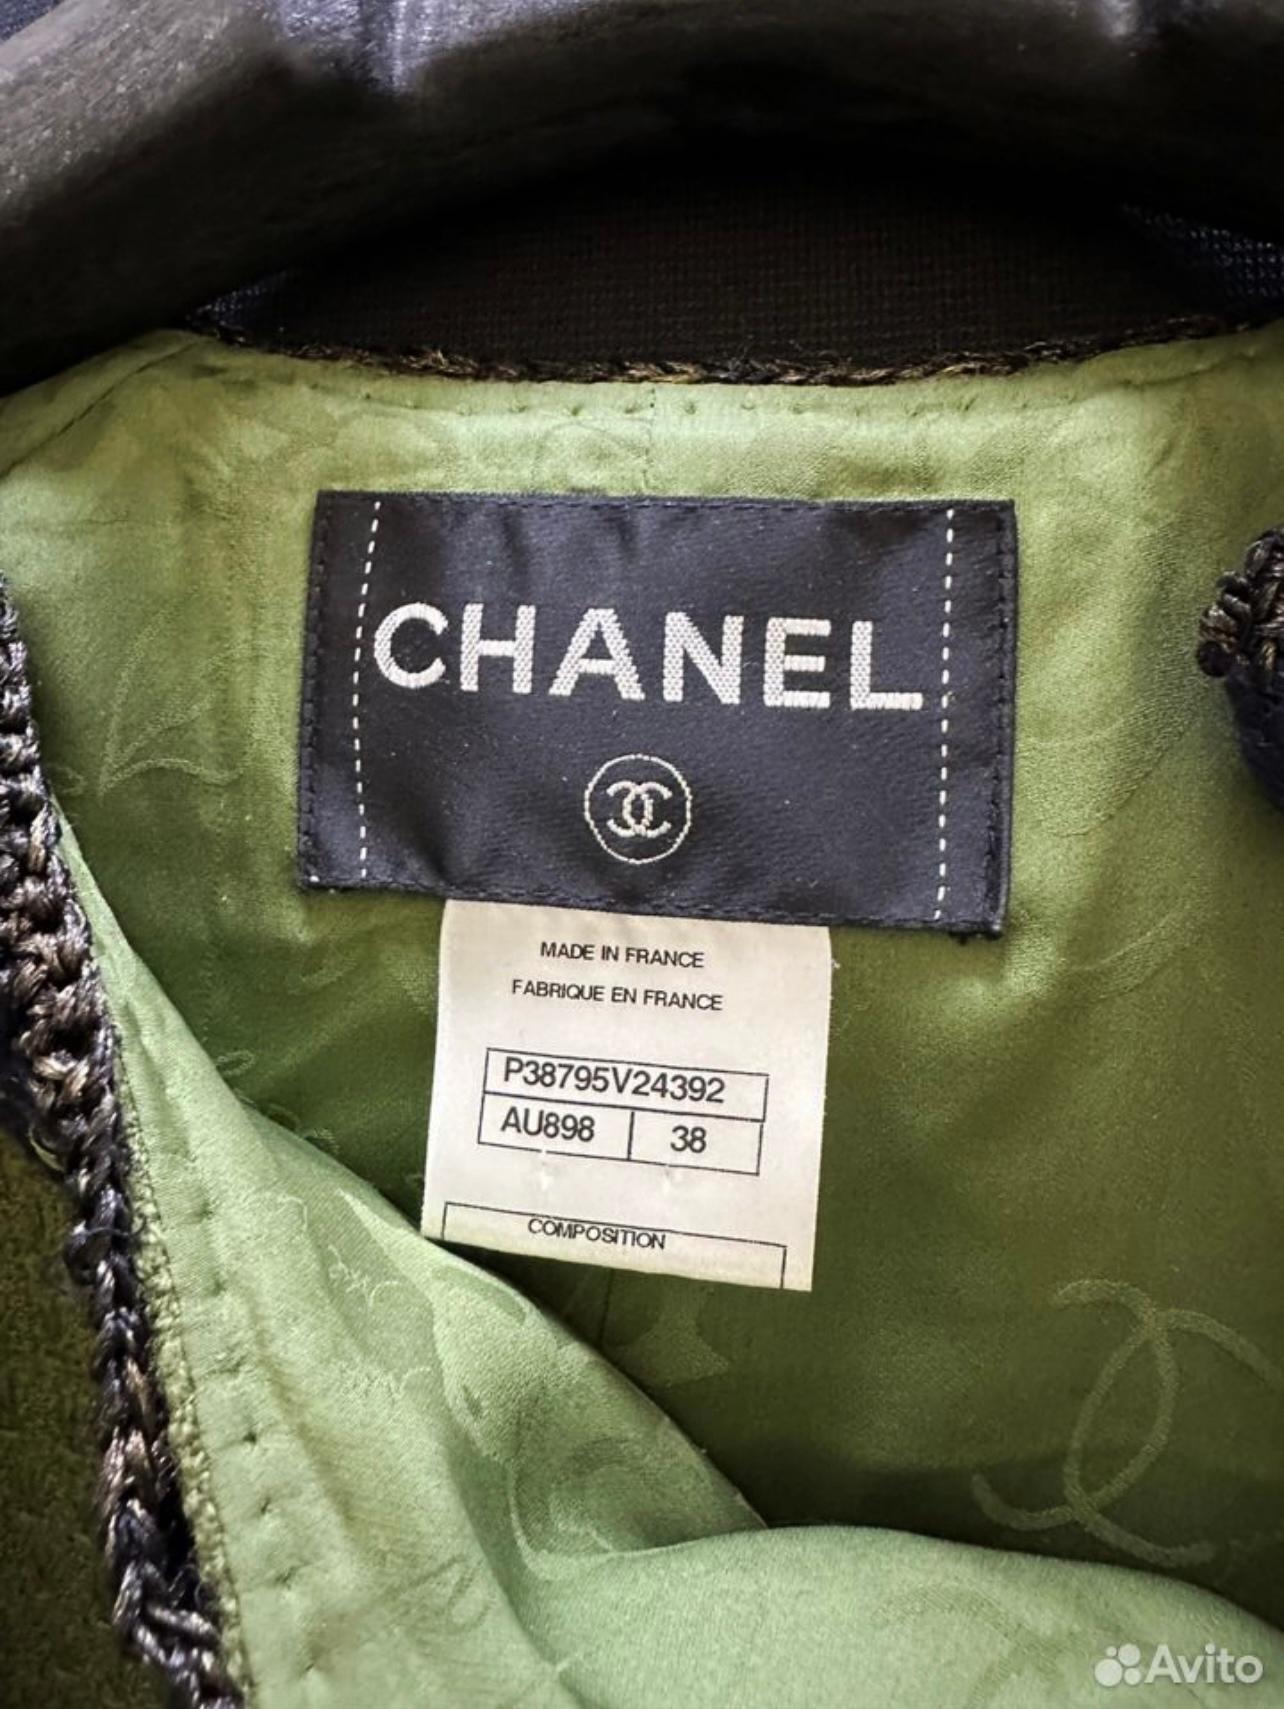 CHANEL
MADE IN FRANCE
FABRIQUE EN FRANCE
P38795V24392
AU898 38
COMPOSITION
Avito